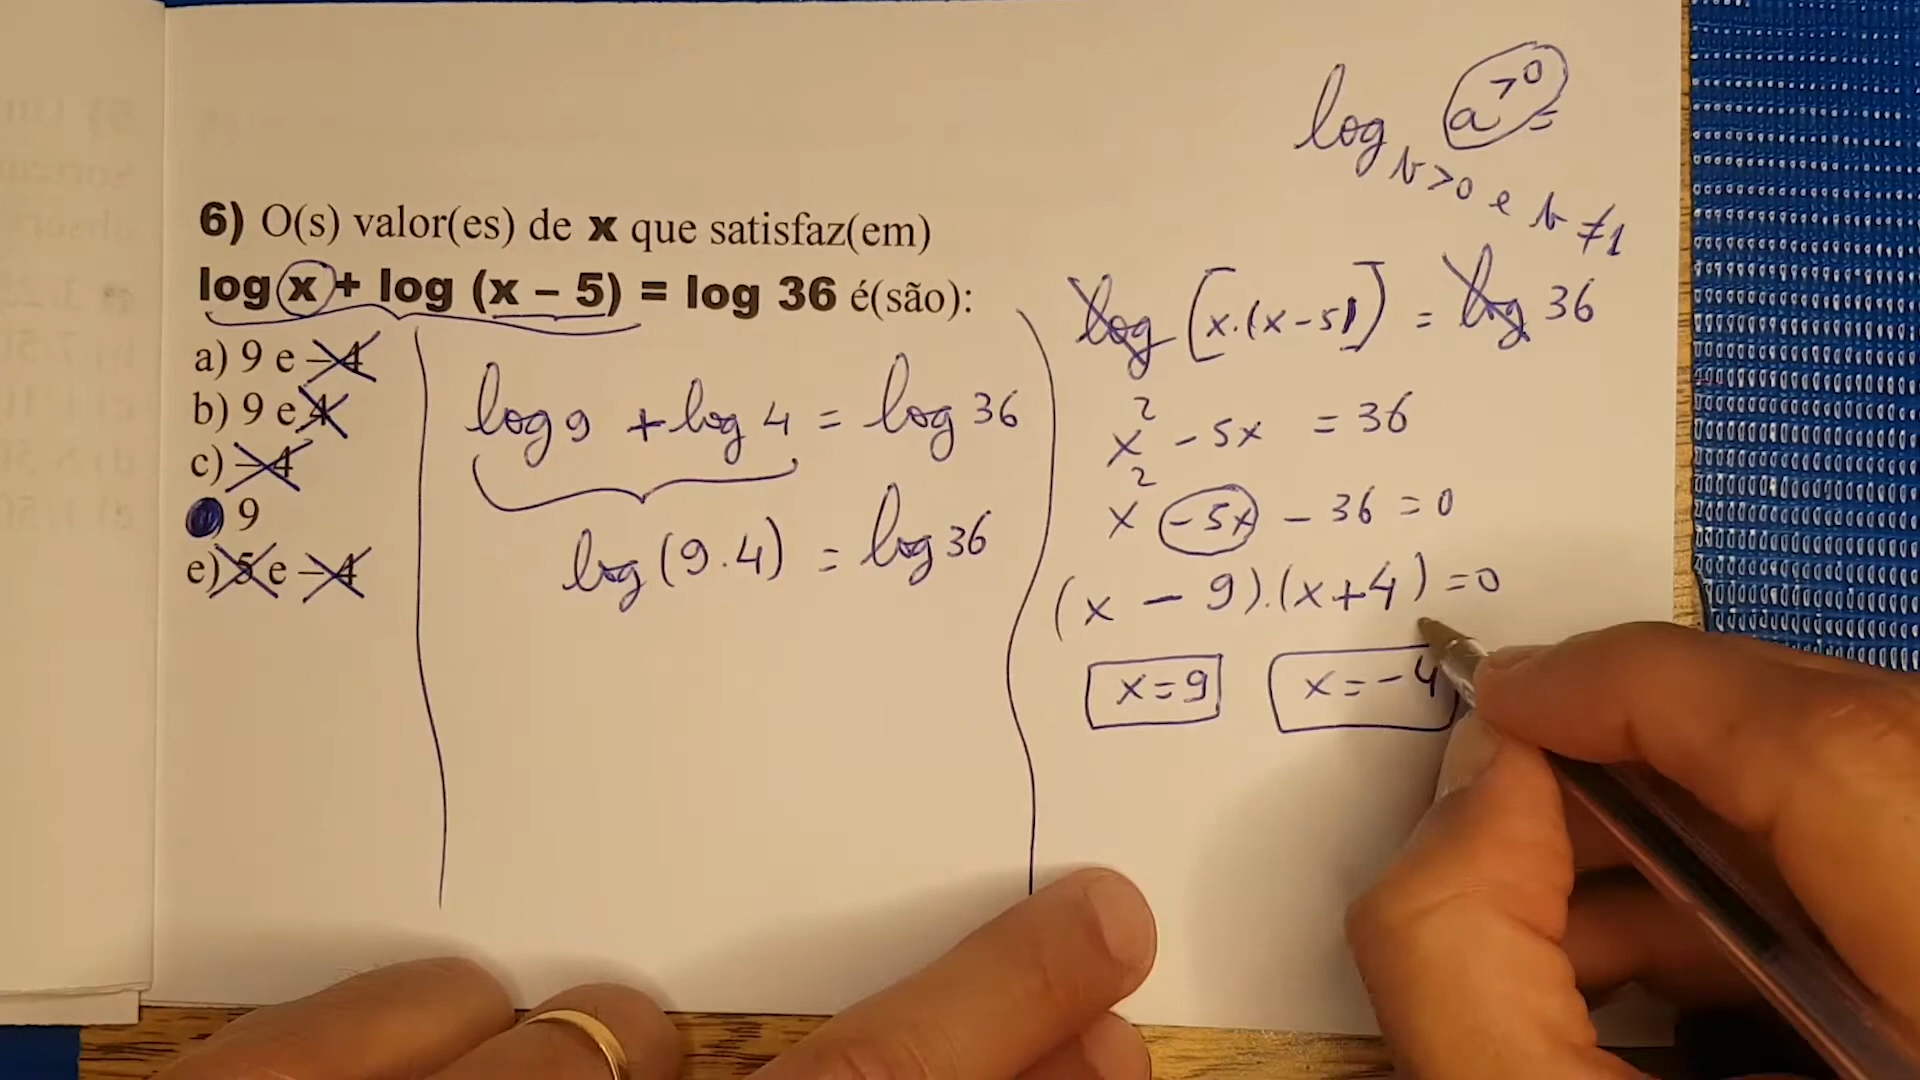 log_b>0 e b≠1 a>0 =
6) O(s) valor(es) de x que satisfaz(em)
log x + log (x – 5) = log 36 é(são):
a) 9 e –4
b) 9 e 4
c) –4
) 9
e) 5 e –4
log 9 + log 4 = log 36
log (9 . 4) = log 36
log [x.(x-5)] = log 36
x² - 5x = 36
x² - 5x - 36 = 0
(x - 9).(x+4) = 0
x = 9 x = -4